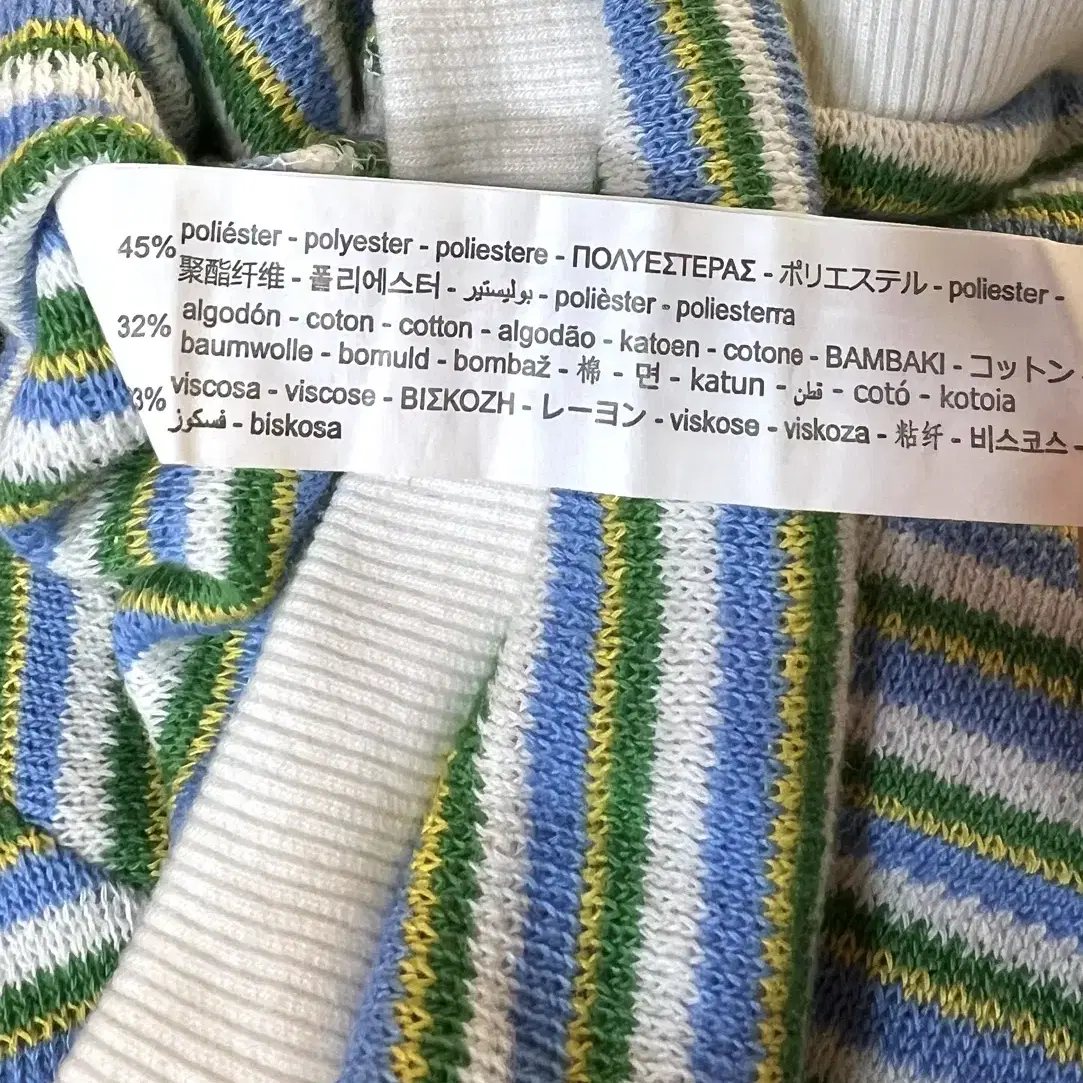 45% poliéster - polyester - poliestere - ΠΟΛΥΕΣΤΕΡΑΣ - ポリエステル - poliester -
聚酯纤维 - 폴리에스터 - بوليستير - polièster - poliesterra
32% algodón - coton - cotton - algodão - katoen - cotone - BAMBAKI - コットン -
baumwolle - bomuld - bombaž - 棉 - 면 - katun - قطن - cotó - kotoia
3% viscosa - viscose - ΒΙΣΚΟΖΗ - レーヨン - viskose - viskoza - 粘纤 - 비스코스 -
فسكوز - biskosa